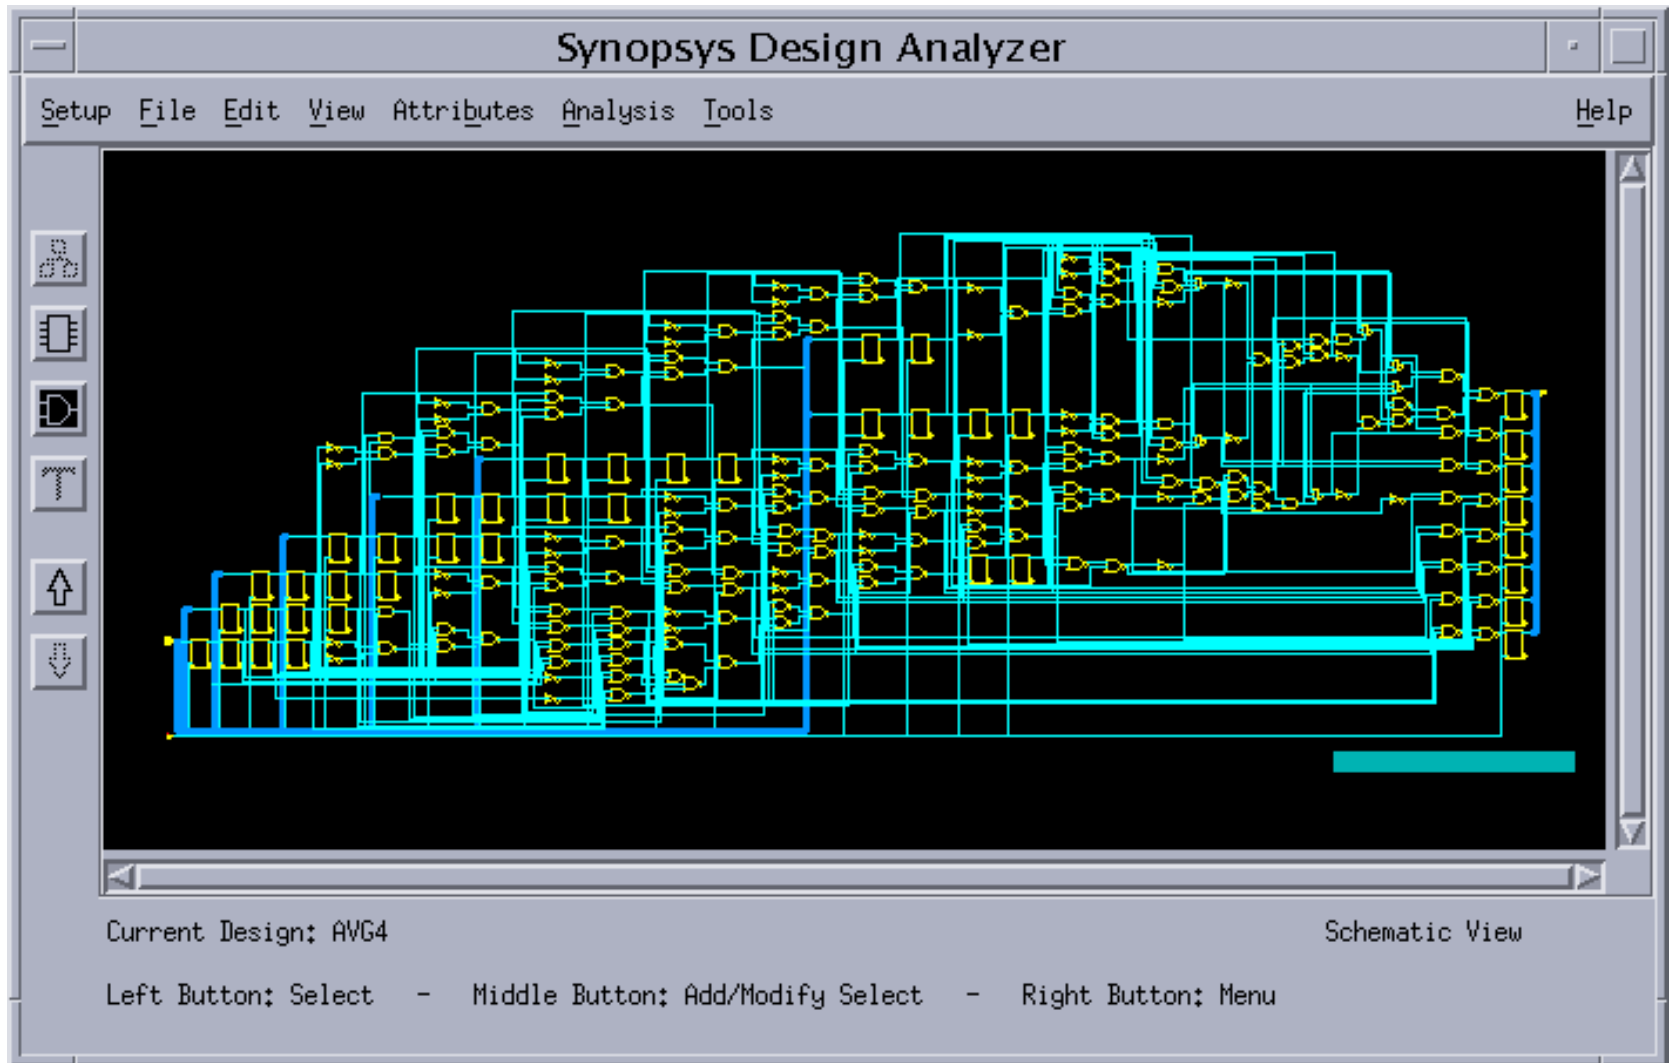 Synopsys Design Analyzer
Setup File Edit View Attributes Analysis Tools Help
Current Design: AVG4 Schematic View
Left Button: Select - Middle Button: Add/Modify Select - Right Button: Menu